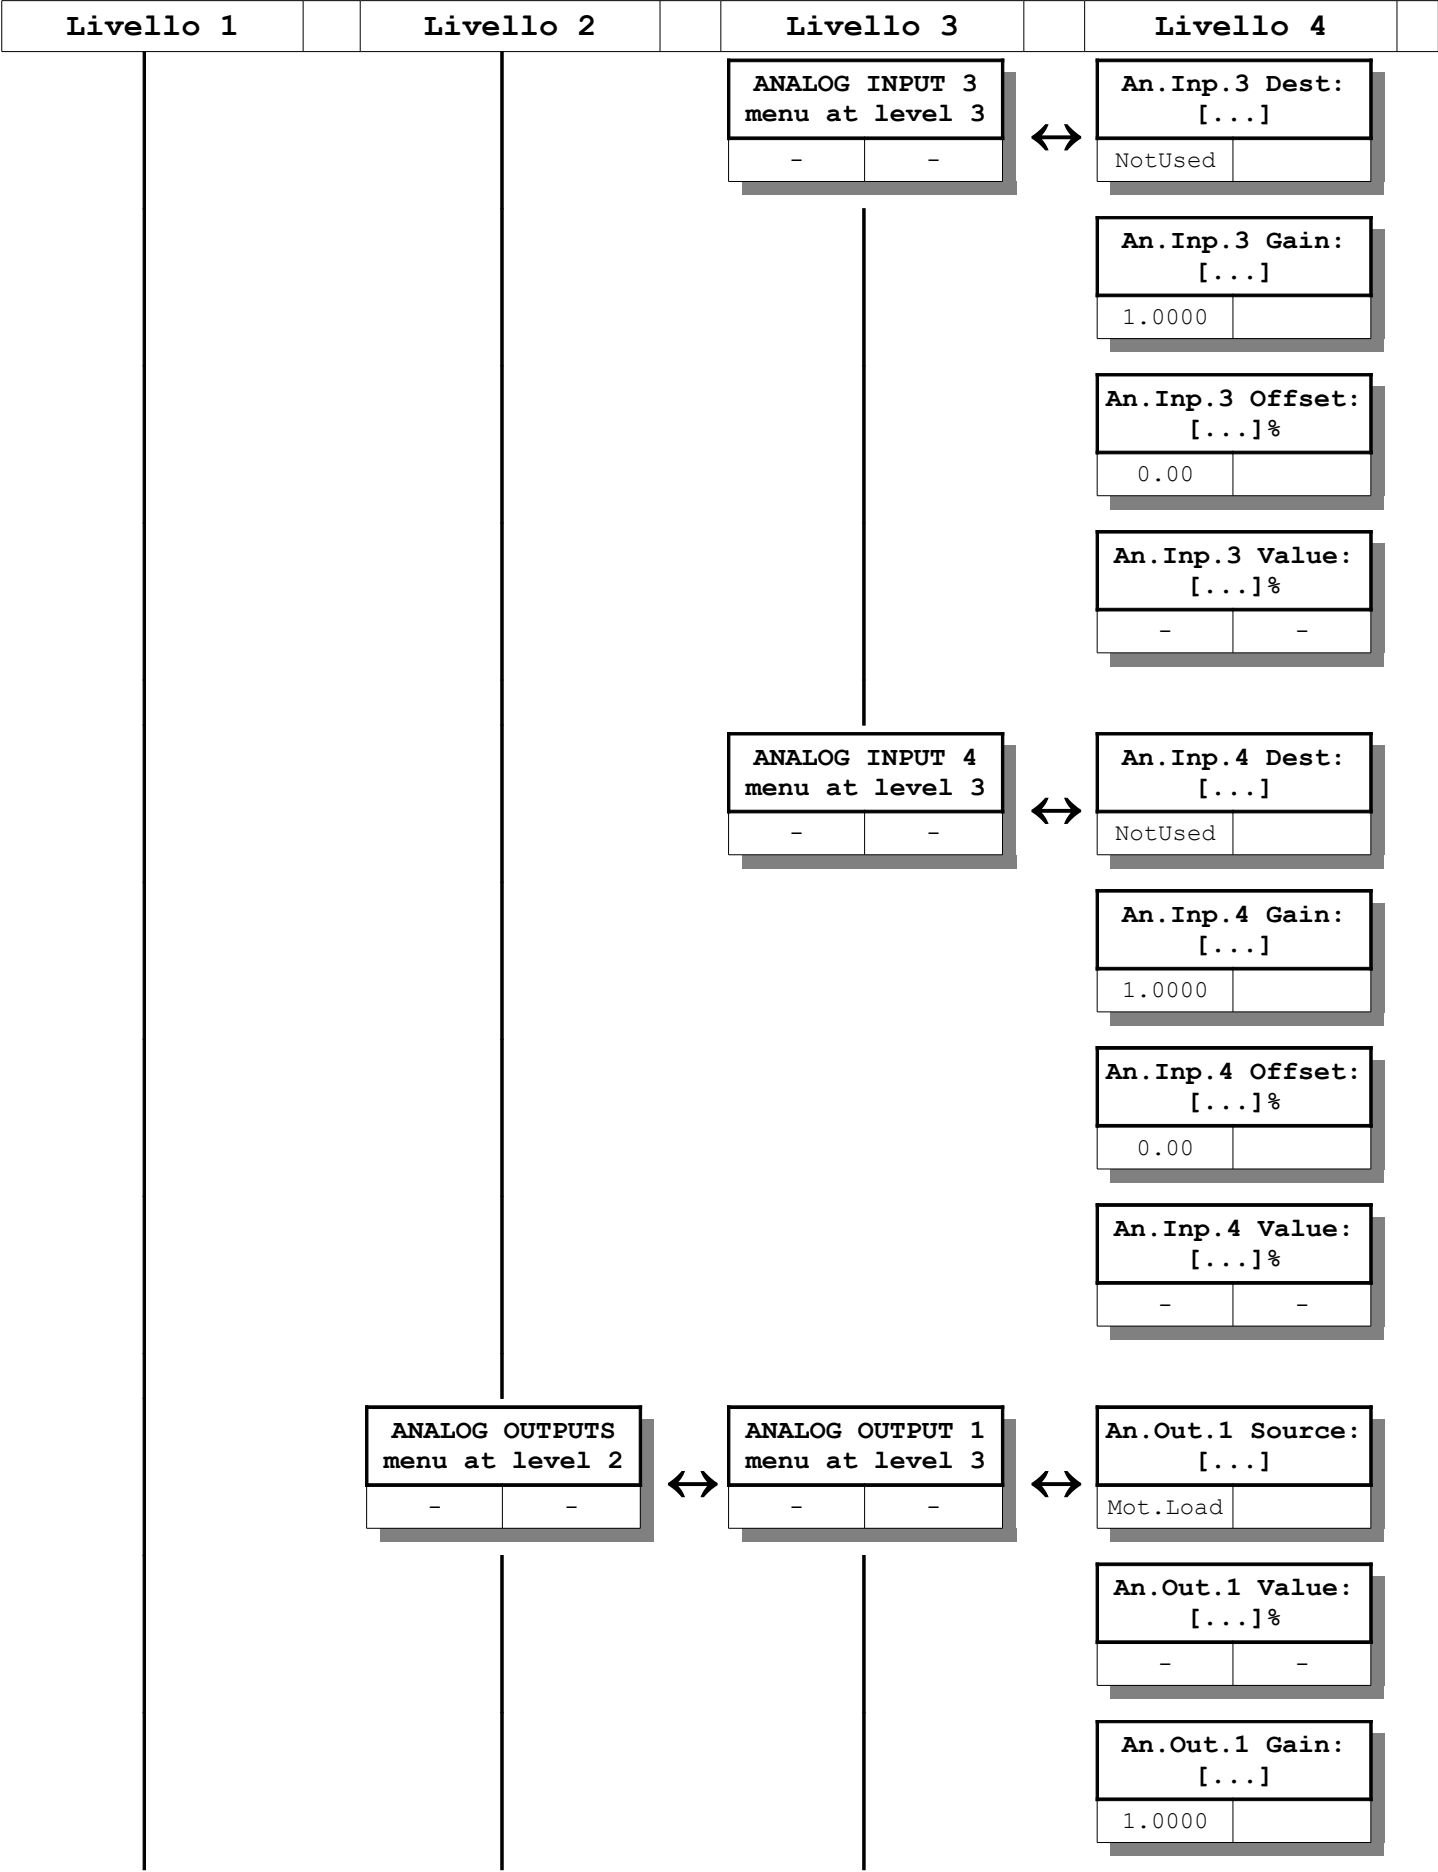 Livello 1 Livello 2 Livello 3 Livello 4
ANALOG INPUT 3
menu at level 3
- -
An.Inp.3 Dest:
[...]
NotUsed
An.Inp.3 Gain:
[...]
1.0000
An.Inp.3 Offset:
[...]%
0.00
An.Inp.3 Value:
[...]%
- -
ANALOG INPUT 4
menu at level 3
- -
An.Inp.4 Dest:
[...]
NotUsed
An.Inp.4 Gain:
[...]
1.0000
An.Inp.4 Offset:
[...]%
0.00
An.Inp.4 Value:
[...]%
- -
ANALOG OUTPUTS
menu at level 2
- -
ANALOG OUTPUT 1
menu at level 3
- -
An.Out.1 Source:
[...]
Mot.Load
An.Out.1 Value:
[...]%
- -
An.Out.1 Gain:
[...]
1.0000